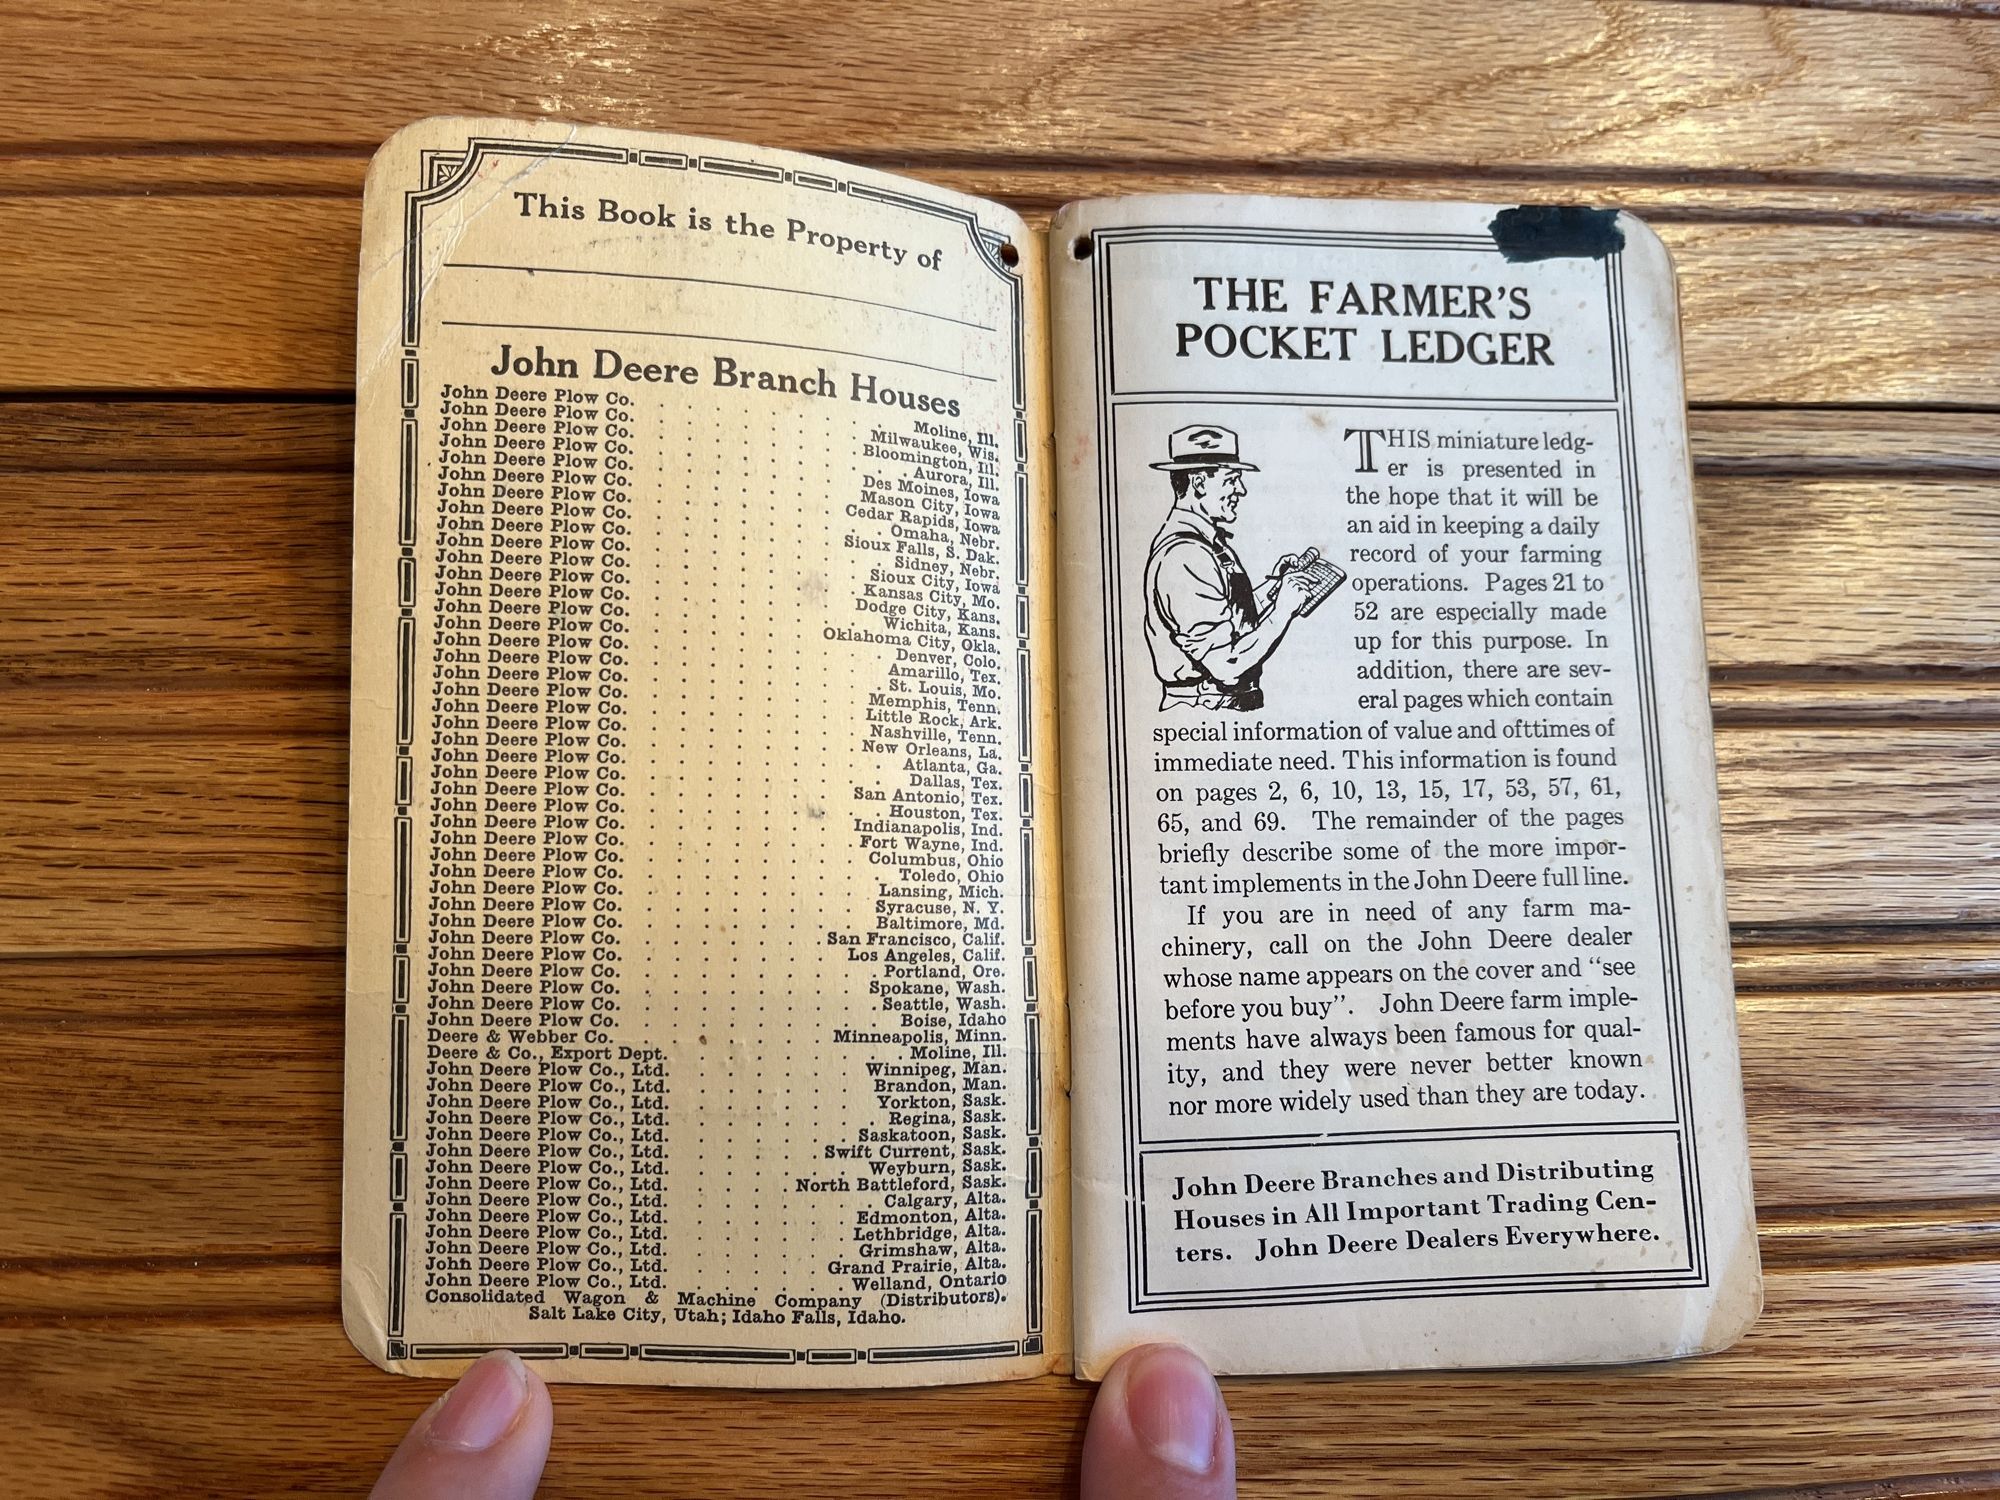 This Book is the Property of
John Deere Branch Houses
John Deere Plow Co. . . . . . . . Moline, Ill.
John Deere Plow Co. . . . . . . . Milwaukee, Wis.
John Deere Plow Co. . . . . . . . Bloomington, Ill.
John Deere Plow Co. . . . . . . . Aurora, Ill.
John Deere Plow Co. . . . . . . . Des Moines, Iowa
John Deere Plow Co. . . . . . . . Mason City, Iowa
John Deere Plow Co. . . . . . . . Cedar Rapids, Iowa
John Deere Plow Co. . . . . . . . Omaha, Nebr.
John Deere Plow Co. . . . . . . . Sioux Falls, S. Dak.
John Deere Plow Co. . . . . . . . Sidney, Nebr.
John Deere Plow Co. . . . . . . . Sioux City, Iowa
John Deere Plow Co. . . . . . . . Kansas City, Mo.
John Deere Plow Co. . . . . . . . Dodge City, Kans.
John Deere Plow Co. . . . . . . . Wichita, Kans.
John Deere Plow Co. . . . . . . . Oklahoma City, Okla.
John Deere Plow Co. . . . . . . . Denver, Colo.
John Deere Plow Co. . . . . . . . Amarillo, Tex.
John Deere Plow Co. . . . . . . . St. Louis, Mo.
John Deere Plow Co. . . . . . . . Memphis, Tenn.
John Deere Plow Co. . . . . . . . Little Rock, Ark.
John Deere Plow Co. . . . . . . . Nashville, Tenn.
John Deere Plow Co. . . . . . . . New Orleans, La.
John Deere Plow Co. . . . . . . . Atlanta, Ga.
John Deere Plow Co. . . . . . . . Dallas, Tex.
John Deere Plow Co. . . . . . . . San Antonio, Tex.
John Deere Plow Co. . . . . . . . Houston, Tex.
John Deere Plow Co. . . . . . . . Indianapolis, Ind.
John Deere Plow Co. . . . . . . . Fort Wayne, Ind.
John Deere Plow Co. . . . . . . . Columbus, Ohio
John Deere Plow Co. . . . . . . . Toledo, Ohio
John Deere Plow Co. . . . . . . . Lansing, Mich.
John Deere Plow Co. . . . . . . . Syracuse, N. Y.
John Deere Plow Co. . . . . . . . Baltimore, Md.
John Deere Plow Co. . . . . . . . San Francisco, Calif.
John Deere Plow Co. . . . . . . . Los Angeles, Calif.
John Deere Plow Co. . . . . . . . Portland, Ore.
John Deere Plow Co. . . . . . . . Spokane, Wash.
John Deere Plow Co. . . . . . . . Seattle, Wash.
John Deere Plow Co. . . . . . . . Boise, Idaho
Deere & Webber Co. . . . . . . . Minneapolis, Minn.
Deere & Co., Export Dept. . . . . . . . Moline, Ill.
John Deere Plow Co., Ltd. . . . . . . Winnipeg, Man.
John Deere Plow Co., Ltd. . . . . . . Brandon, Man.
John Deere Plow Co., Ltd. . . . . . . Yorkton, Sask.
John Deere Plow Co., Ltd. . . . . . . Regina, Sask.
John Deere Plow Co., Ltd. . . . . . . Saskatoon, Sask.
John Deere Plow Co., Ltd. . . . . . . Swift Current, Sask.
John Deere Plow Co., Ltd. . . . . . . Weyburn, Sask.
John Deere Plow Co., Ltd. . . . . North Battleford, Sask.
John Deere Plow Co., Ltd. . . . . . . Calgary, Alta.
John Deere Plow Co., Ltd. . . . . . . Edmonton, Alta.
John Deere Plow Co., Ltd. . . . . . . Lethbridge, Alta.
John Deere Plow Co., Ltd. . . . . . . Grimshaw, Alta.
John Deere Plow Co., Ltd. . . . . . Grand Prairie, Alta.
John Deere Plow Co., Ltd. . . . . . . Welland, Ontario
Consolidated Wagon & Machine Company (Distributors).
Salt Lake City, Utah; Idaho Falls, Idaho.
THE FARMER'S
POCKET LEDGER
THIS miniature ledg-
er is presented in
the hope that it will be
an aid in keeping a daily
record of your farming
operations. Pages 21 to
52 are especially made
up for this purpose. In
addition, there are sev-
eral pages which contain
special information of value and ofttimes of
immediate need. This information is found
on pages 2, 6, 10, 13, 15, 17, 53, 57, 61,
65, and 69. The remainder of the pages
briefly describe some of the more impor-
tant implements in the John Deere full line.
If you are in need of any farm ma-
chinery, call on the John Deere dealer
whose name appears on the cover and "see
before you buy". John Deere farm imple-
ments have always been famous for qual-
ity, and they were never better known
nor more widely used than they are today.
John Deere Branches and Distributing
Houses in All Important Trading Cen-
ters. John Deere Dealers Everywhere.